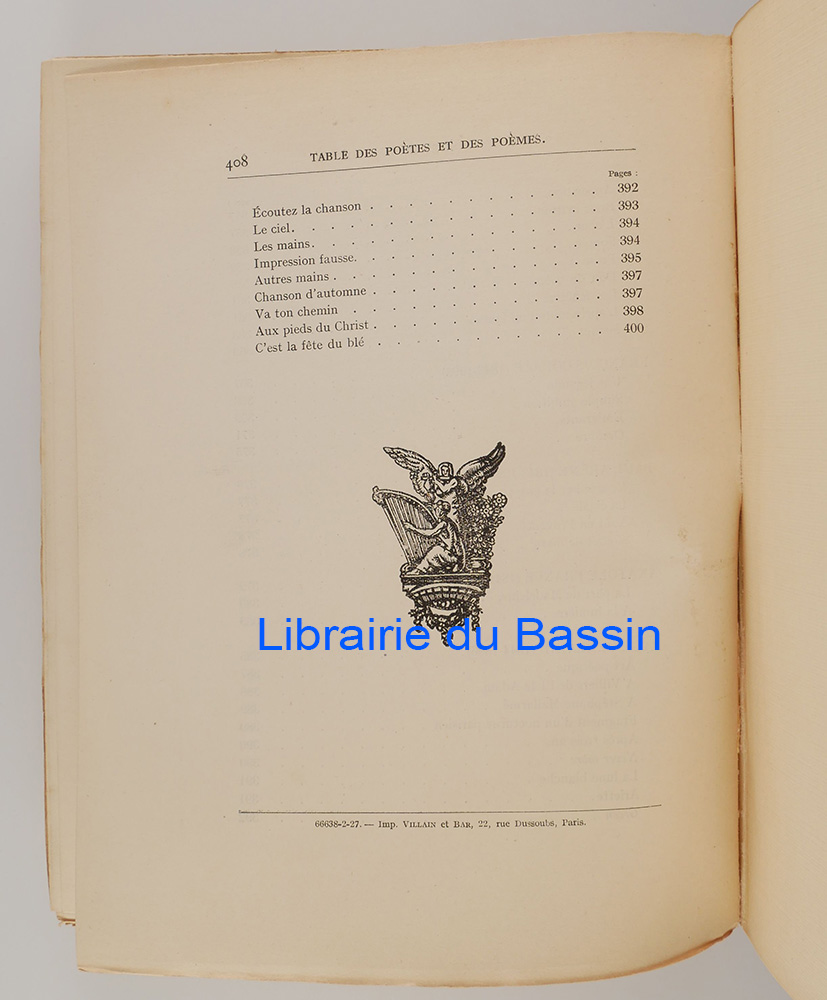 408 TABLE DES POÈTES ET DES POÈMES.
Pages :
Écoutez la chanson . . . . . . . . . . . . 392
Le ciel. . . . . . . . . . . . . . . 393
Les mains. . . . . . . . . . . . . . 394
Impression fausse. . . . . . . . . . . . 394
Autres mains . . . . . . . . . . . . . 395
Chanson d'automne . . . . . . . . . . . 397
Va ton chemin . . . . . . . . . . . . 397
Aux pieds du Christ . . . . . . . . . . . 398
C'est la fête du blé . . . . . . . . . . . 400
Librairie du Bassin
66638-2-27. — Imp. VILLAIN et BAR, 22, rue Dussoubs, Paris.